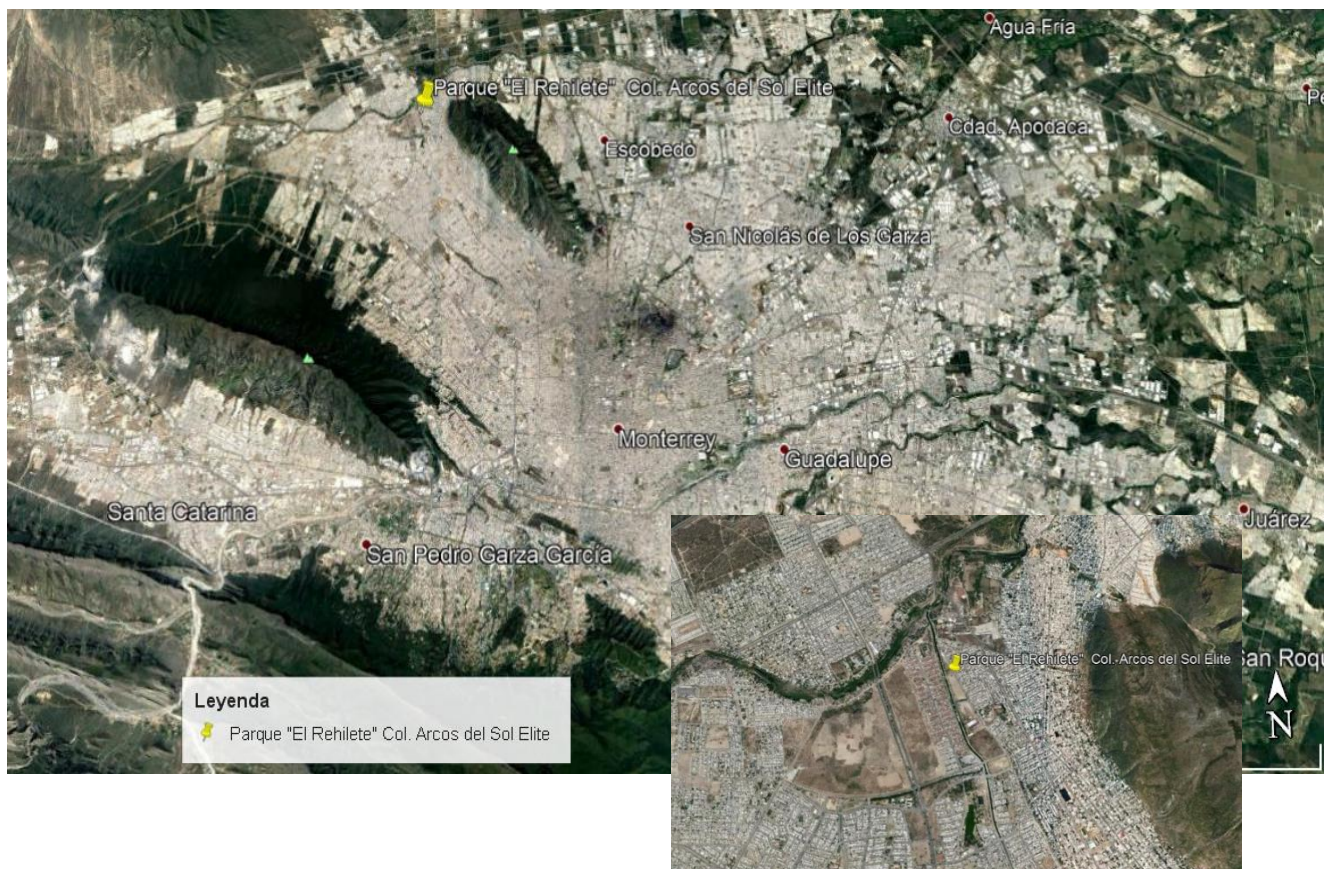 Agua Fría
Parque "El Rehilete" Col. Arcos del Sol Elite
Cdad. Apodaca
Escobedo
San Nicolás de Los Garza
Monterrey
Guadalupe
Santa Catarina
Juárez
San Pedro Garza García
Parque "El Rehilete" Col. Arcos del Sol Elite
San Roqu
Leyenda
Parque "El Rehilete" Col. Arcos del Sol Elite
N